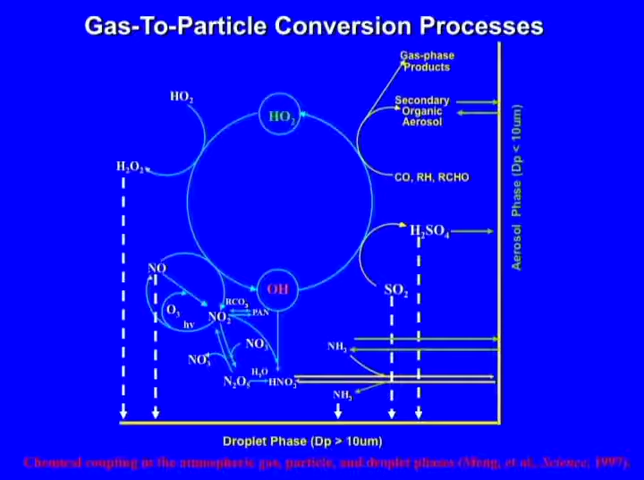 Gas-To-Particle Conversion Processes
Gas-phase
Products
HO₂
Secondary
Organic
Aerosol
HO₂
H₂O₂
CO, RH, RCHO
H₂SO₄
Aerosol Phase (Dp < 10um)
NO
OH
SO₂
RCO₃
O₃
NO₂
PAN
hν
NO₃
NH₃
NO₃
H₂O
N₂O₅
HNO₃
NH₃
Droplet Phase (Dp > 10um)
Chemical coupling in the atmospheric gas, particle, and droplet phases (Meng, et al., Science, 1997)